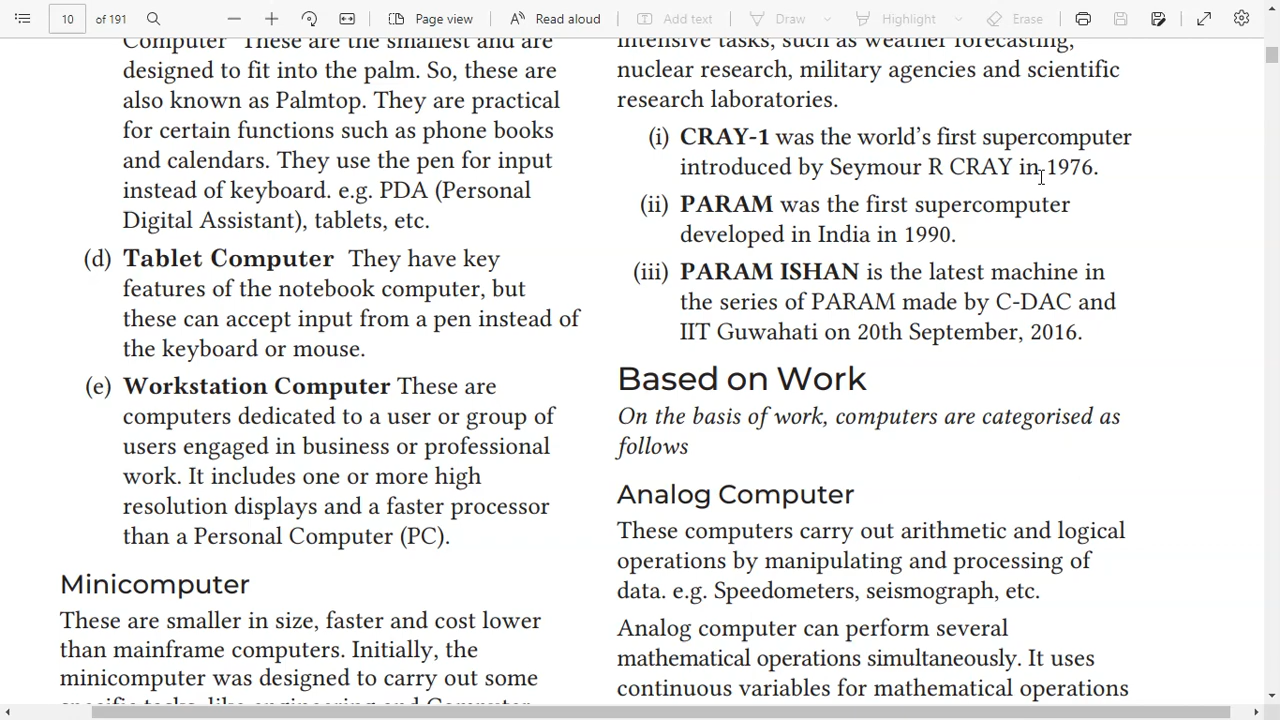 10 of 191 Page view Read aloud Add text Draw Highlight Erase
Computer These are the smallest and are
designed to fit into the palm. So, these are
also known as Palmtop. They are practical
for certain functions such as phone books
and calendars. They use the pen for input
instead of keyboard. e.g. PDA (Personal
Digital Assistant), tablets, etc.
(d) Tablet Computer They have key
features of the notebook computer, but
these can accept input from a pen instead of
the keyboard or mouse.
(e) Workstation Computer These are
computers dedicated to a user or group of
users engaged in business or professional
work. It includes one or more high
resolution displays and a faster processor
than a Personal Computer (PC).
Minicomputer
These are smaller in size, faster and cost lower
than mainframe computers. Initially, the
minicomputer was designed to carry out some
specific tasks, like engineering and Computer
intensive tasks, such as weather forecasting,
nuclear research, military agencies and scientific
research laboratories.
(i) CRAY-1 was the world's first supercomputer
introduced by Seymour R CRAY in 1976.
(ii) PARAM was the first supercomputer
developed in India in 1990.
(iii) PARAM ISHAN is the latest machine in
the series of PARAM made by C-DAC and
IIT Guwahati on 20th September, 2016.
Based on Work
On the basis of work, computers are categorised as
follows
Analog Computer
These computers carry out arithmetic and logical
operations by manipulating and processing of
data. e.g. Speedometers, seismograph, etc.
Analog computer can perform several
mathematical operations simultaneously. It uses
continuous variables for mathematical operations